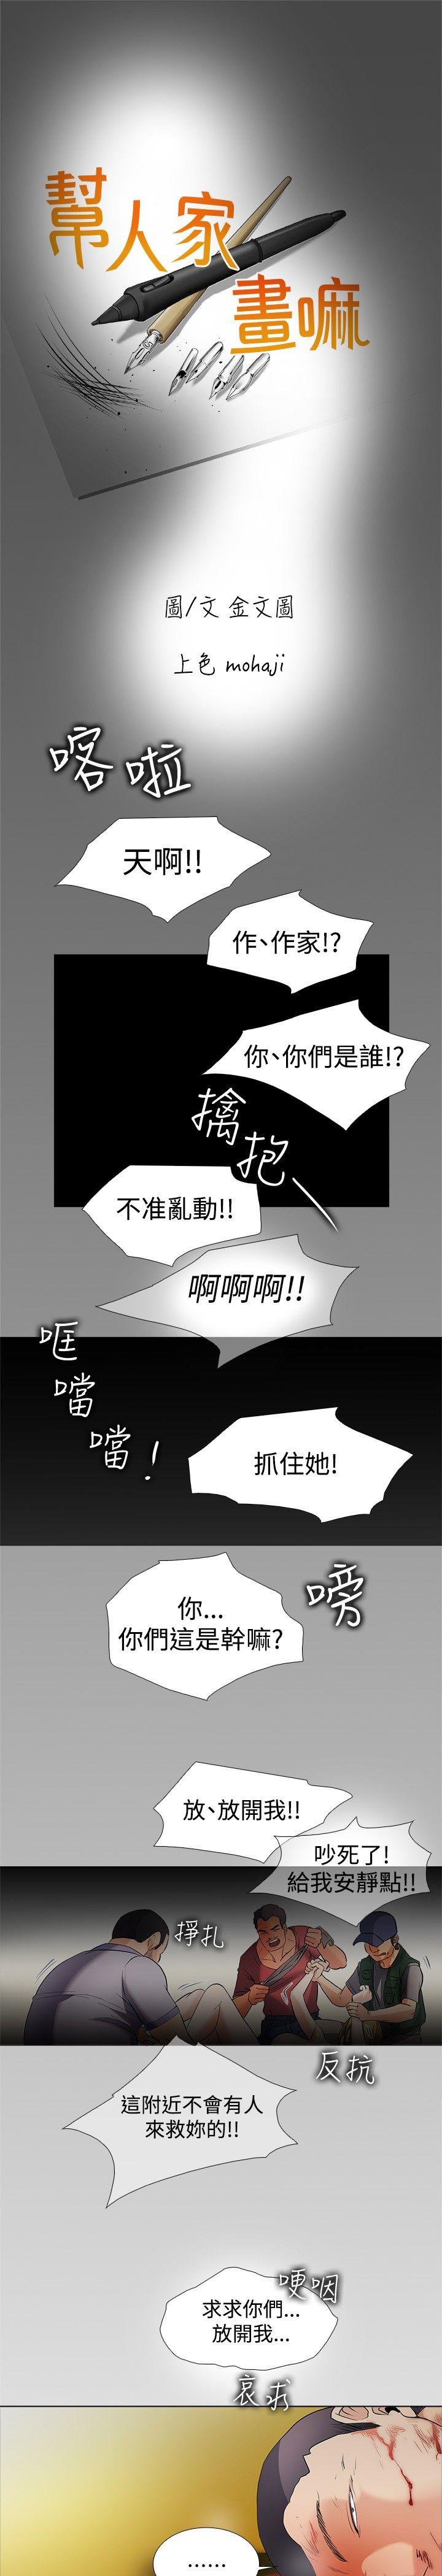 幫人家
畫嘛
圖/文 金文圖
上色 mohaji
喀啦
天啊!!
作、作家!?
你、你們是誰!?
擒抱
不准亂動!!
啊啊啊!!
哐
噹
噹!
抓住她!
嗙
你...
你們這是幹嘛?
放、放開我!!
吵死了!
給我安靜點!!
掙扎
反抗
這附近不會有人
來救妳的!!
哽咽
求求你們...
放開我...
哀求
......